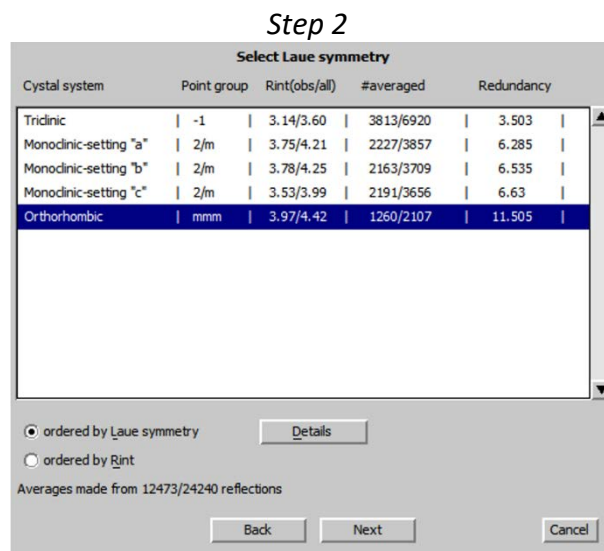 Step 2
Select Laue symmetry
Cystal system Point group Rint(obs/all) #averaged Redundancy
Triclinic | -1 | 3.14/3.60 | 3813/6920 | 3.503 |
Monoclinic-setting "a" | 2/m | 3.75/4.21 | 2227/3857 | 6.285 |
Monoclinic-setting "b" | 2/m | 3.78/4.25 | 2163/3709 | 6.535 |
Monoclinic-setting "c" | 2/m | 3.53/3.99 | 2191/3656 | 6.63 |
Orthorhombic | mmm | 3.97/4.42 | 1260/2107 | 11.505 |
ordered by Laue symmetry Details
ordered by Rint
Averages made from 12473/24240 reflections
Back Next Cancel